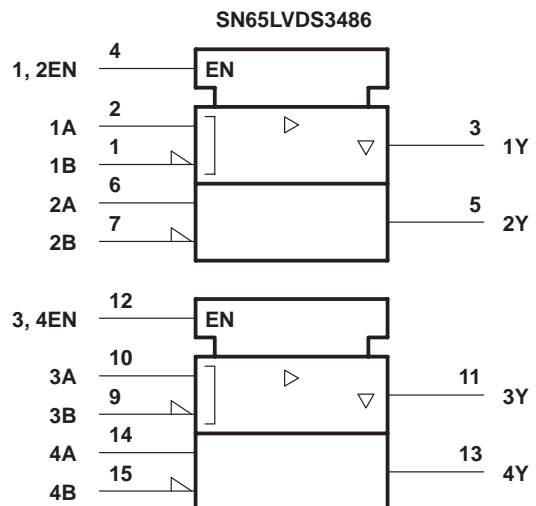 SN65LVDS3486
1, 2EN 4 EN
1A 2
1B 1
3 1Y
2A 6
2B 7
5 2Y
3, 4EN 12 EN
3A 10
3B 9
11 3Y
4A 14
4B 15
13 4Y